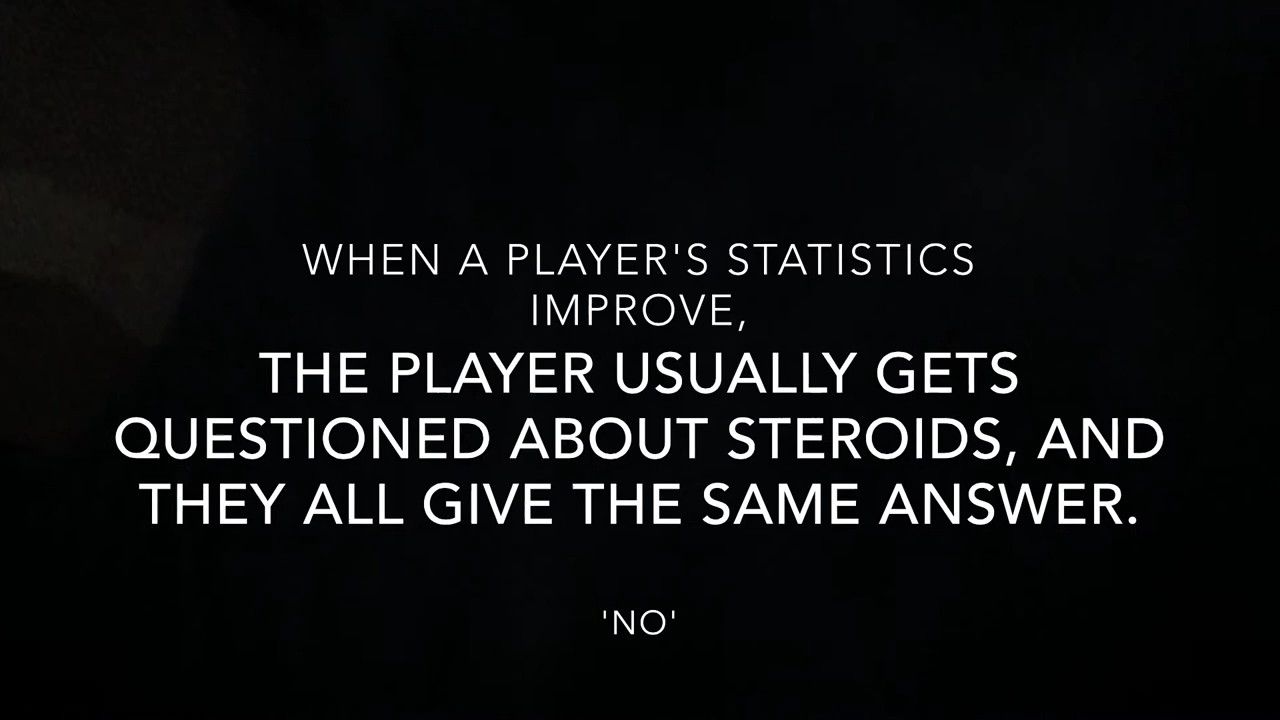 WHEN A PLAYER'S STATISTICS
IMPROVE,
THE PLAYER USUALLY GETS
QUESTIONED ABOUT STEROIDS, AND
THEY ALL GIVE THE SAME ANSWER.
'NO'